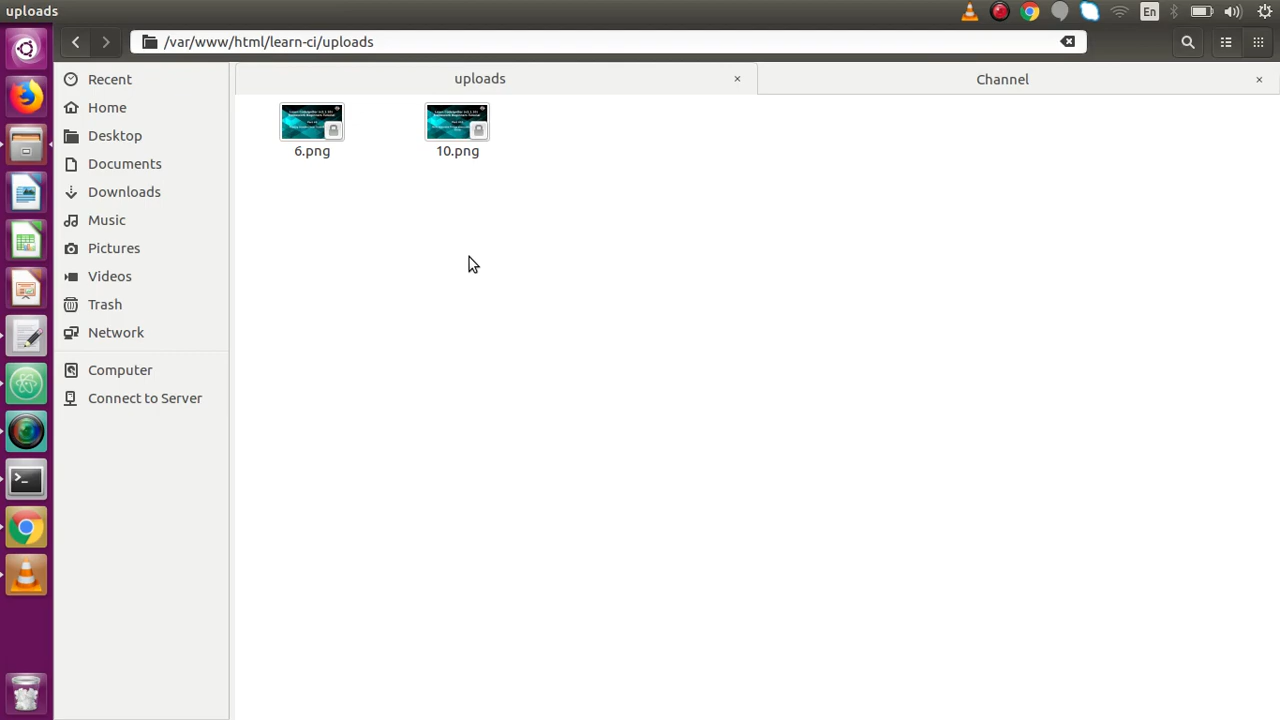 uploads
En
/var/www/html/learn-ci/uploads
Recent
Home
Desktop
Documents
Downloads
Music
Pictures
Videos
Trash
Network
Computer
Connect to Server
uploads
Channel
6.png
10.png